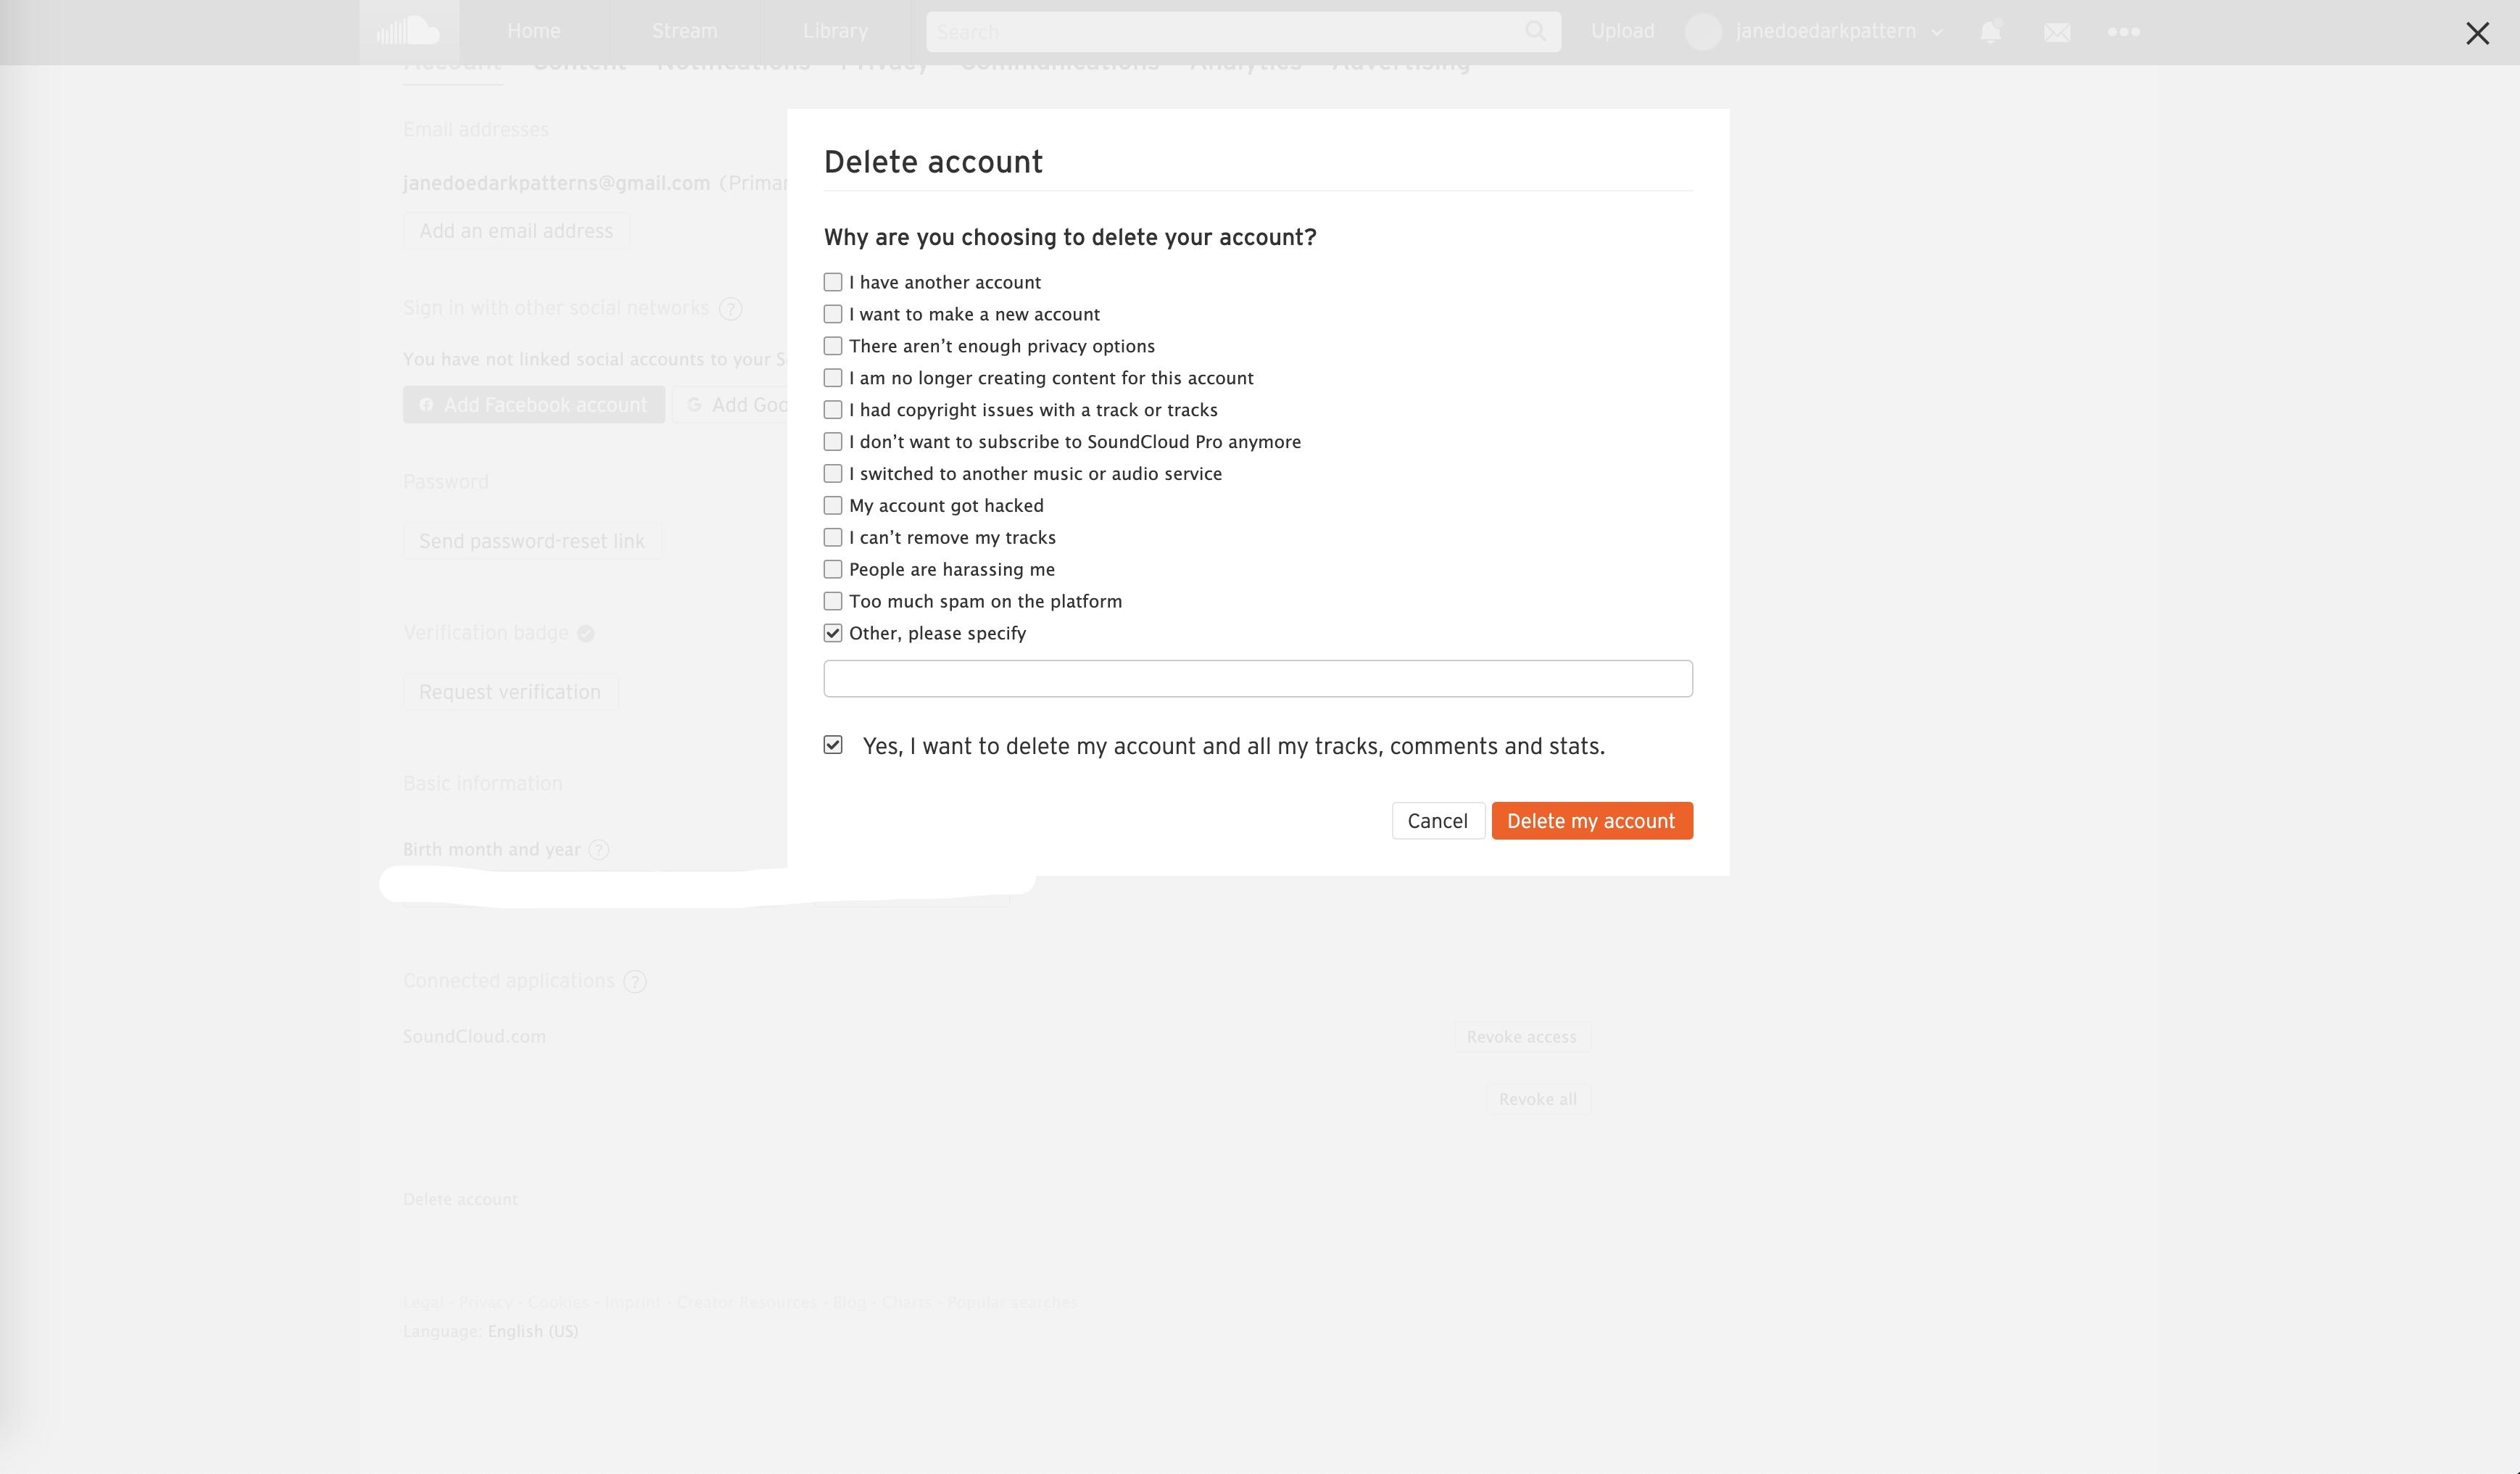 Home Stream Library Search Upload janedoedarkpattern
Account Content Notifications Privacy Communications Analytics Advertising
Email addresses
janedoedarkpatterns@gmail.com
Add an email address
Sign in with other social networks ?
You have not linked social accounts to your
Add Facebook account Add
Password
Send password-reset link
Verification badge
Request verification
Basic information
Birth month and year ?
Delete account
Why are you choosing to delete your account?
I have another account
I want to make a new account
There aren’t enough privacy options
I am no longer creating content for this account
I had copyright issues with a track or tracks
I don’t want to subscribe to SoundCloud Pro anymore
I switched to another music or audio service
My account got hacked
I can’t remove my tracks
People are harassing me
Too much spam on the platform
Other, please specify
Yes, I want to delete my account and all my tracks, comments and stats.
Cancel Delete my account
Connected applications ?
SoundCloud.com Revoke access
Revoke all
Delete account
Legal - Privacy - Cookies - Imprint - Creator Resources - Blog - Charts - Popular searches
Language: English (US)